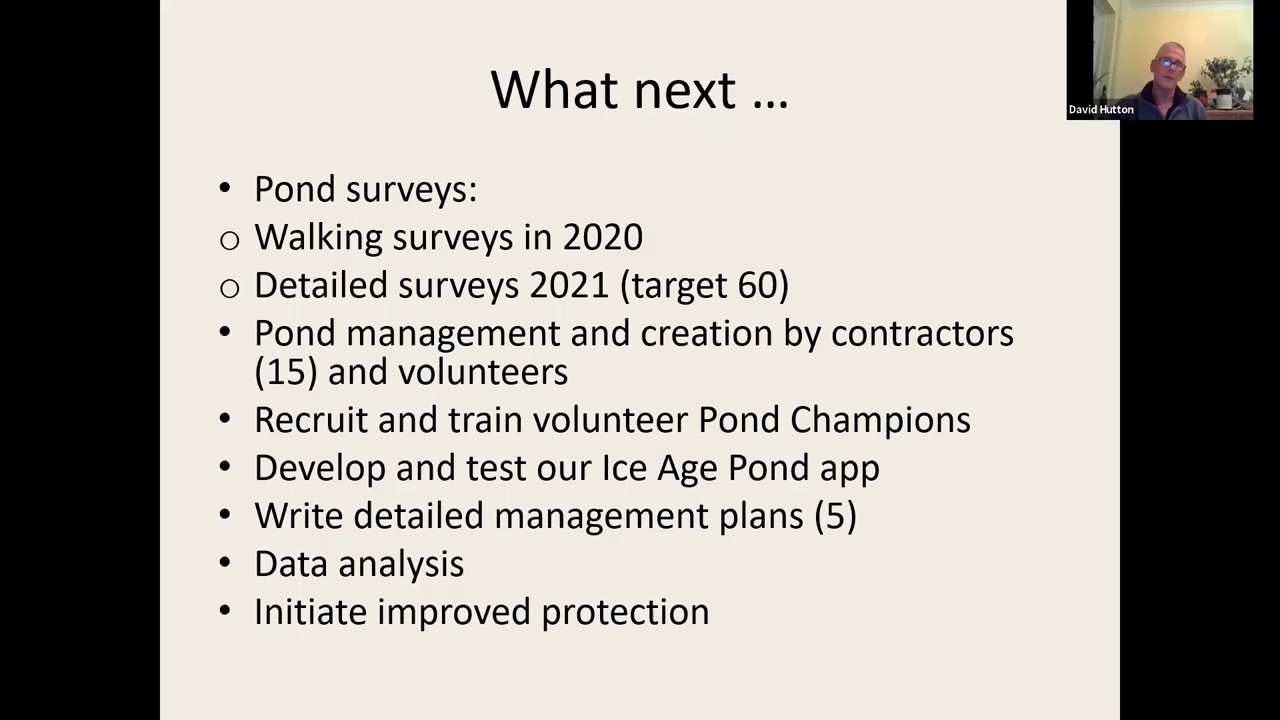 What next ...
David Hutton
• Pond surveys:
o Walking surveys in 2020
o Detailed surveys 2021 (target 60)
• Pond management and creation by contractors
(15) and volunteers
• Recruit and train volunteer Pond Champions
• Develop and test our Ice Age Pond app
• Write detailed management plans (5)
• Data analysis
• Initiate improved protection